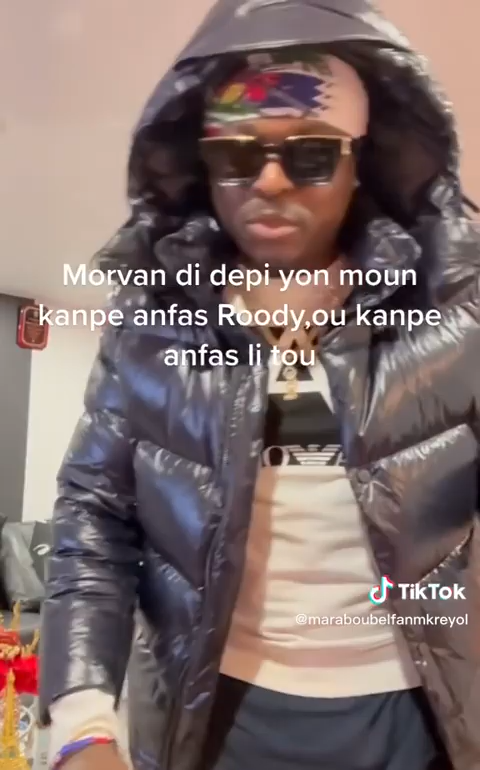 Morvan di depi yon moun
kanpe anfas Roody,ou kanpe
anfas li tou
TikTok
@maraboubelfanmkreyol